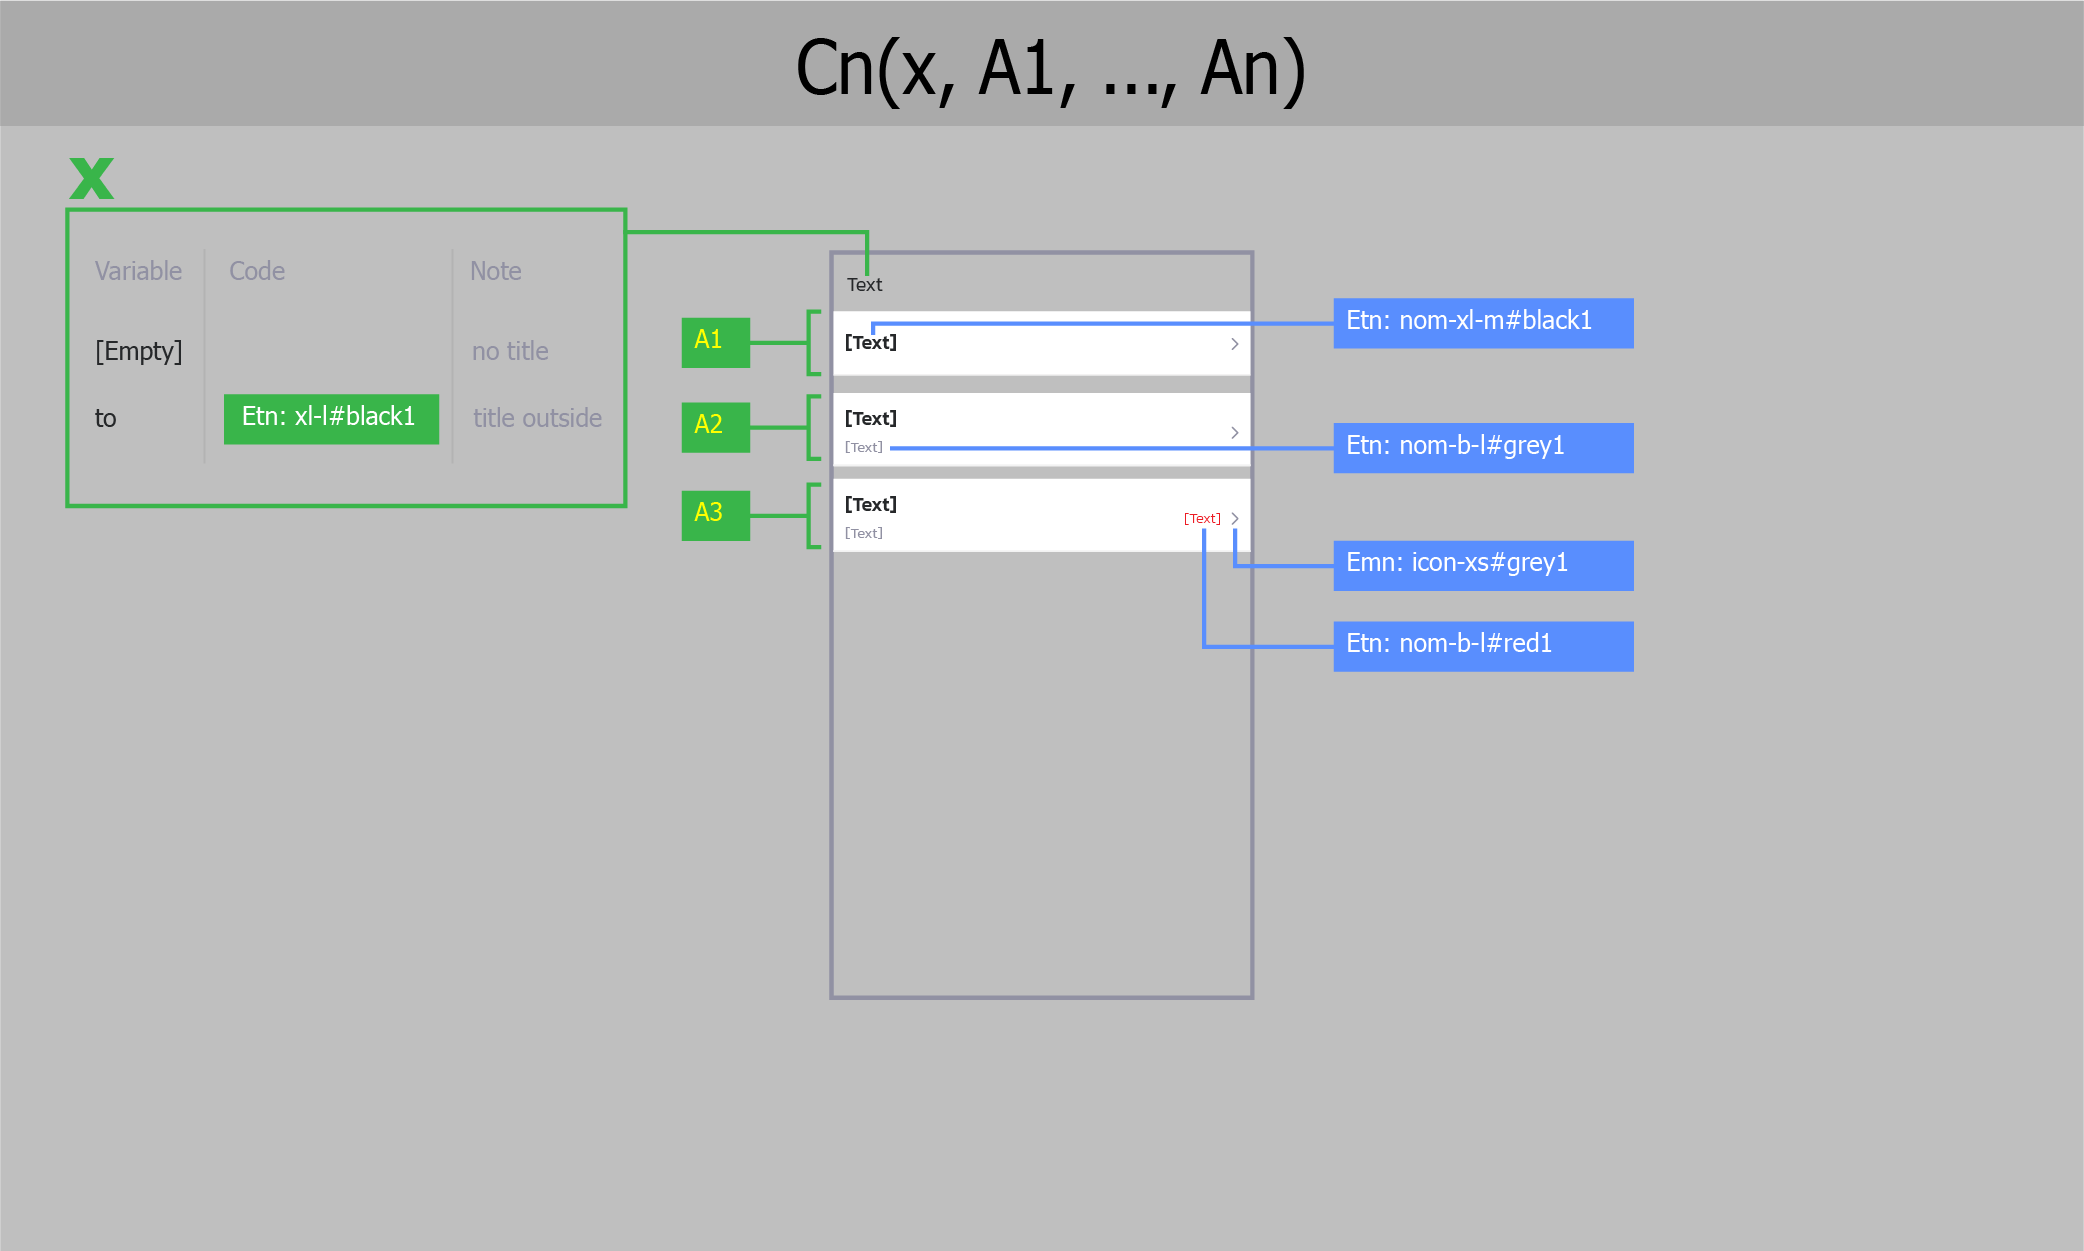 Cn(x, A1, ..., An)
x
Variable Code Note
[Empty] no title
to Etn: xl-l#black1 title outside
Text
A1 [Text] Etn: nom-xl-m#black1
A2 [Text]
[Text] Etn: nom-b-l#grey1
A3 [Text]
[Text] [Text]
Emn: icon-xs#grey1
Etn: nom-b-l#red1